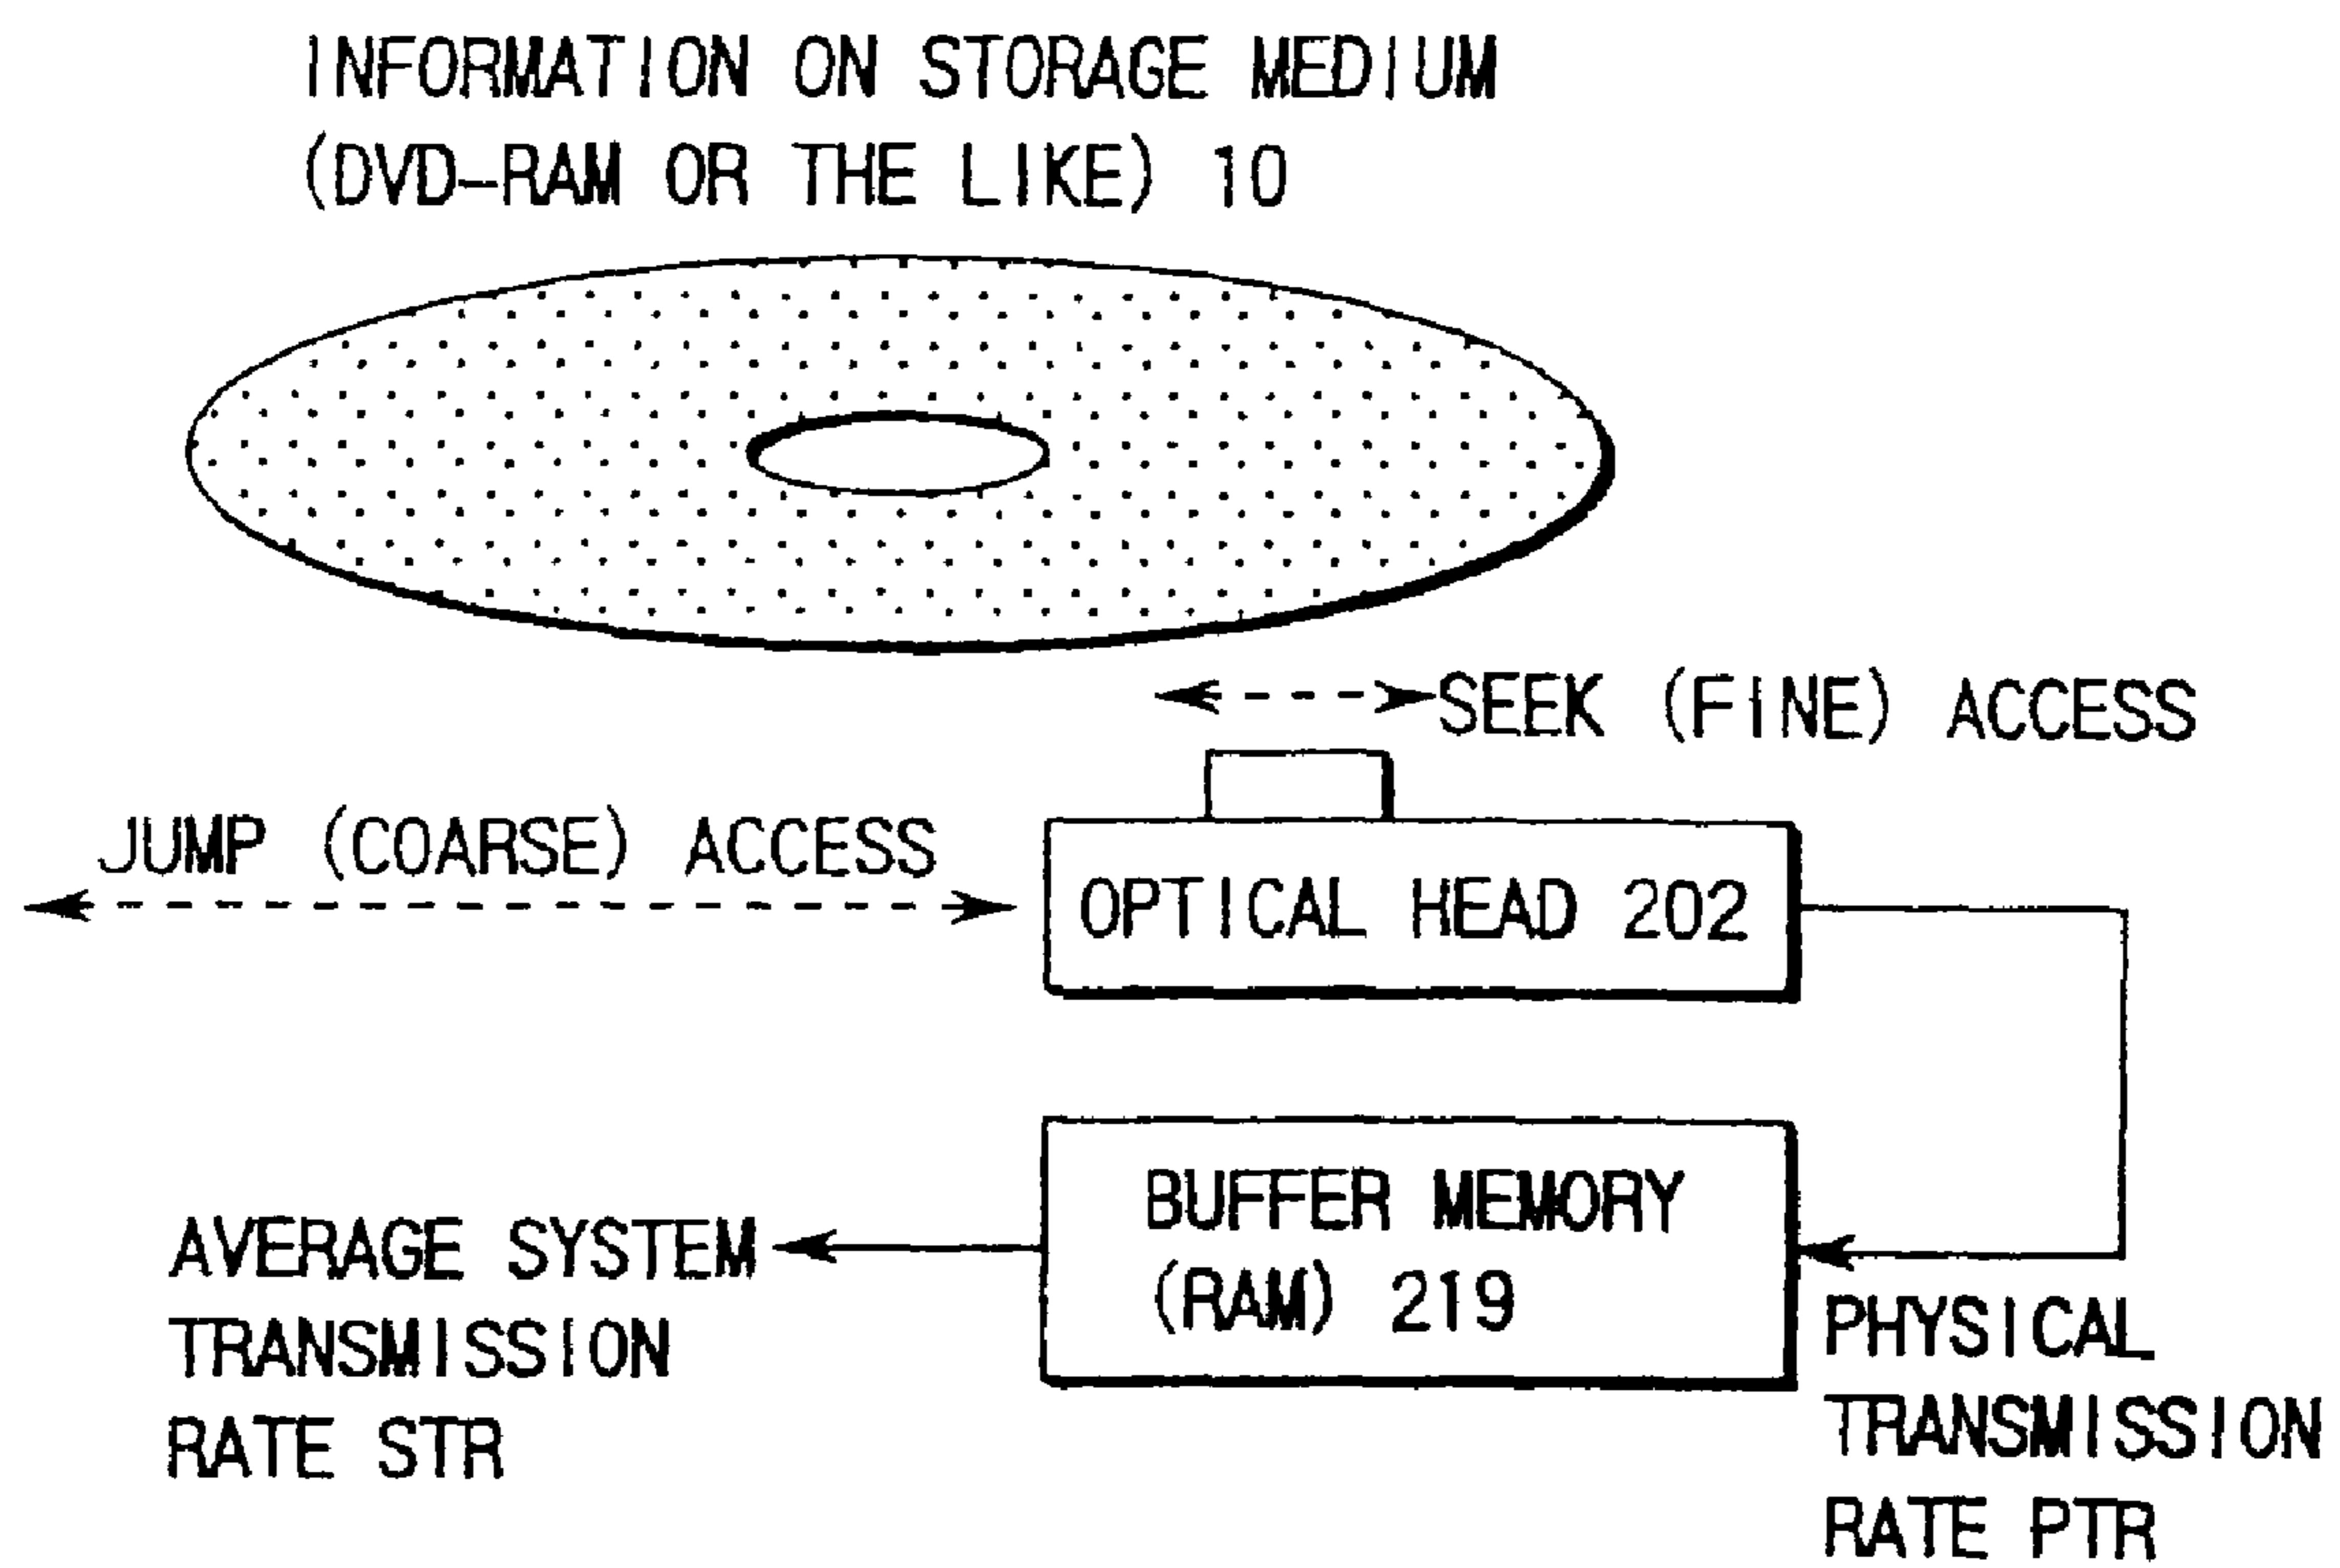 INFORMATION ON STORAGE MEDIUM
(DVD-RAM OR THE LIKE) 10
SEEK (FINE) ACCESS
JUMP (COARSE) ACCESS
OPTICAL HEAD 202
BUFFER MEMORY
(RAM) 219
AVERAGE SYSTEM
TRANSMISSION
RATE STR
PHYSICAL
TRANSMISSION
RATE PTR